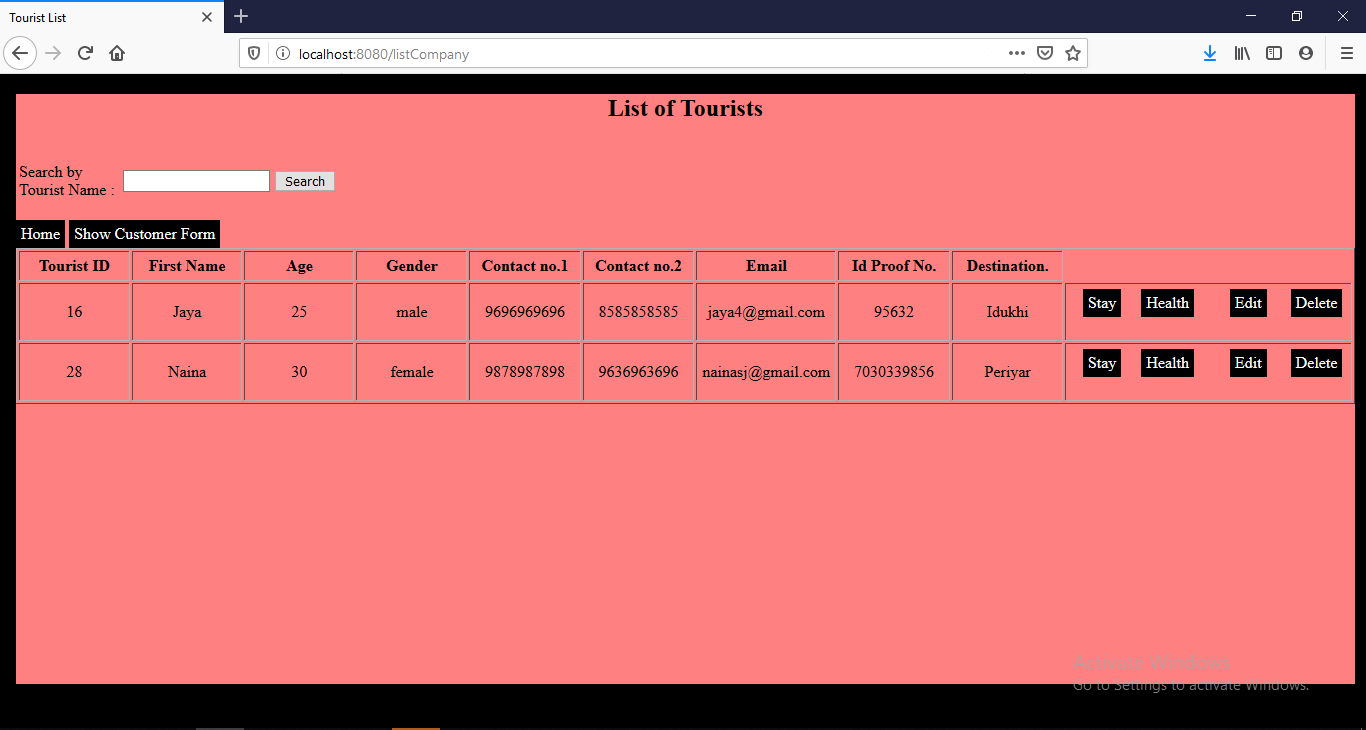 Tourist List
localhost:8080/listCompany
List of Tourists
Search by
Tourist Name :
Search
Home Show Customer Form
Tourist ID First Name Age Gender Contact no.1 Contact no.2 Email Id Proof No. Destination.
16 Jaya 25 male 9696969696 8585858585 jaya4@gmail.com 95632 Idukhi Stay Health Edit Delete
28 Naina 30 female 9878987898 9636963696 nainasj@gmail.com 7030339856 Periyar Stay Health Edit Delete
Activate Windows
Go to Settings to activate Windows.